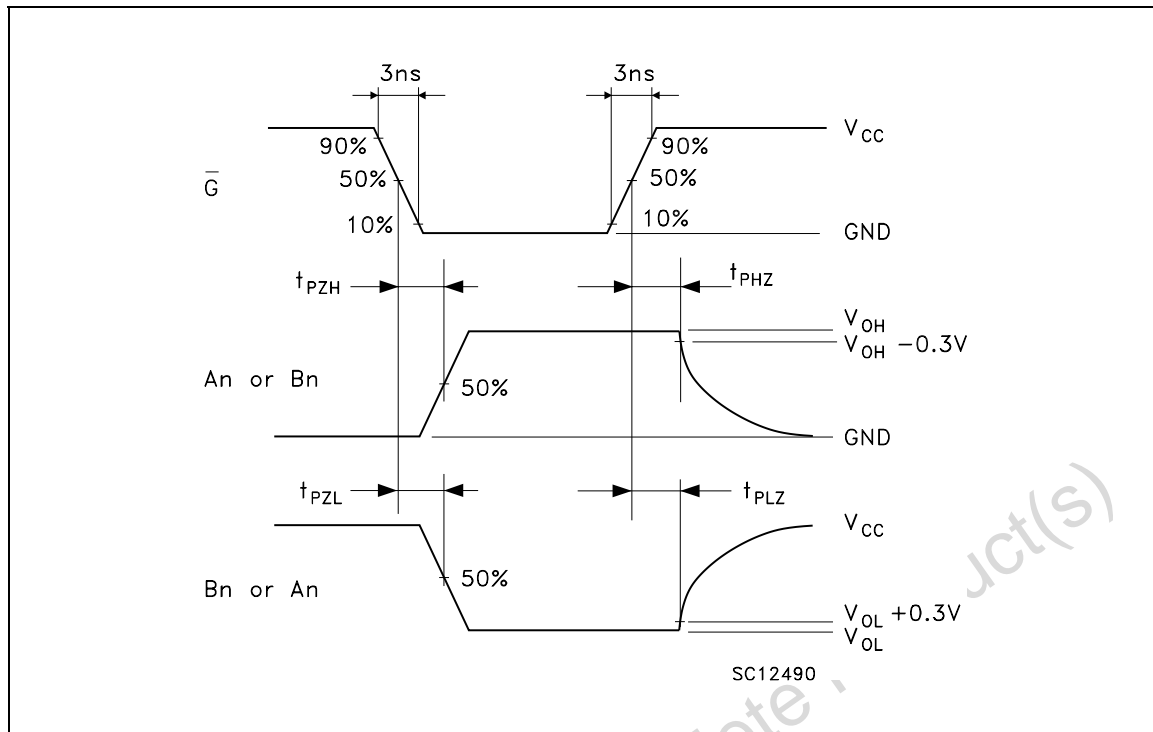 3ns 3ns
V_CC
90% 90%
G̅ 50% 50%
10% 10%
GND
t_PZH t_PHZ
V_OH
V_OH −0.3V
An or Bn 50%
GND
t_PZL t_PLZ
V_CC
Bn or An 50%
V_OL +0.3V
V_OL
SC12490
uct(s)